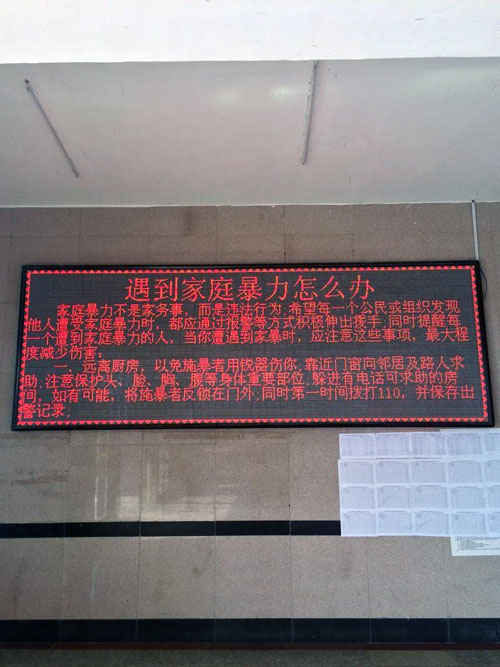 遇到家庭暴力怎么办
家庭暴力不是家务事，而是违法行为.希望每一个公民或组织发现
他人遭受家庭暴力时，都应通过报警等方式积极伸出援手.同时提醒每
一个遭到家庭暴力的人，当你遭遇到家暴时，应注意这些事项，最大程
度减少伤害：
一、远离厨房，以免施暴者用锐器伤你.靠近门窗向邻居及路人求
助.注意保护头、脸、胸、腹等身体重要部位.躲进有电话可求助的房
间，如有可能，将施暴者反锁在门外.同时第一时间拨打110，并保存出
警记录.